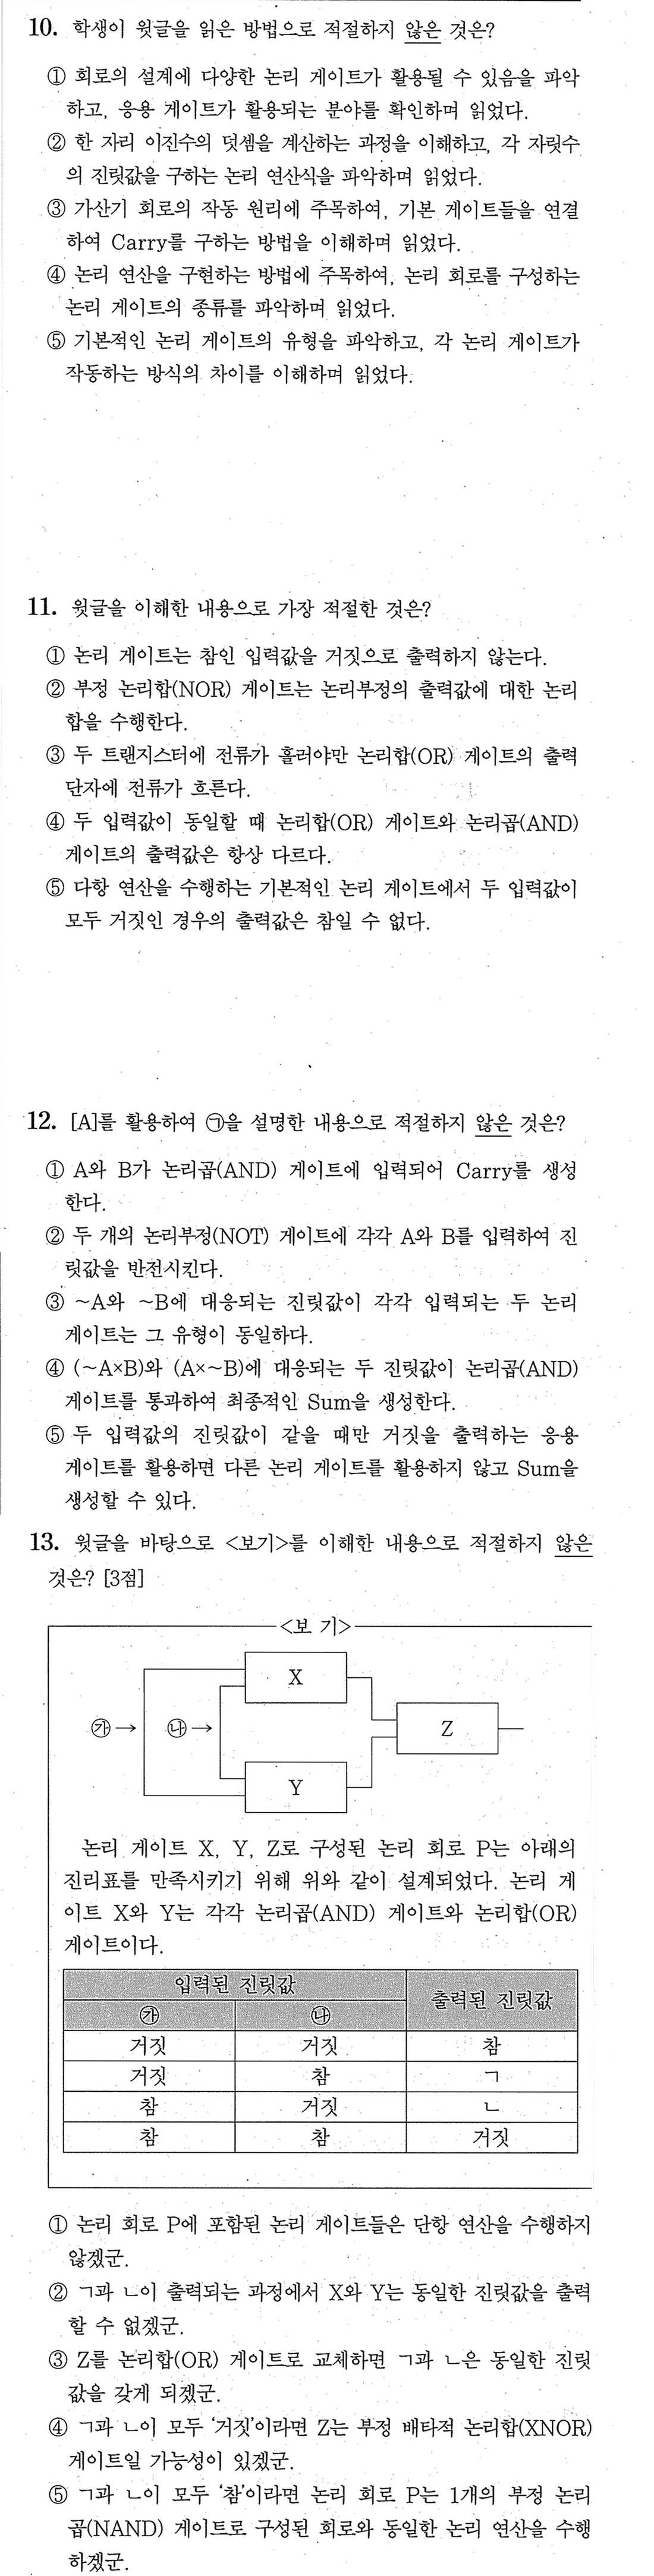 10. 학생이 윗글을 읽은 방법으로 적절하지 않은 것은?
① 회로의 설계에 다양한 논리 게이트가 활용될 수 있음을 파악
하고, 응용 게이트가 활용되는 분야를 확인하며 읽었다.
② 한 자리 이진수의 덧셈을 계산하는 과정을 이해하고, 각 자릿수
의 진릿값을 구하는 논리 연산식을 파악하며 읽었다.
③ 가산기 회로의 작동 원리에 주목하여, 기본 게이트들을 연결
하여 Carry를 구하는 방법을 이해하며 읽었다.
④ 논리 연산을 구현하는 방법에 주목하여, 논리 회로를 구성하는
논리 게이트의 종류를 파악하며 읽었다.
⑤ 기본적인 논리 게이트의 유형을 파악하고, 각 논리 게이트가
작동하는 방식의 차이를 이해하며 읽었다.
11. 윗글을 이해한 내용으로 가장 적절한 것은?
① 논리 게이트는 참인 입력값을 거짓으로 출력하지 않는다.
② 부정 논리합(NOR) 게이트는 논리부정의 출력값에 대한 논리
합을 수행한다.
③ 두 트랜지스터에 전류가 흘러야만 논리합(OR) 게이트의 출력
단자에 전류가 흐른다.
④ 두 입력값이 동일할 때 논리합(OR) 게이트와 논리곱(AND)
게이트의 출력값은 항상 다르다.
⑤ 다항 연산을 수행하는 기본적인 논리 게이트에서 두 입력값이
모두 거짓인 경우의 출력값은 참일 수 없다.
12. [A]를 활용하여 ㉠을 설명한 내용으로 적절하지 않은 것은?
① A와 B가 논리곱(AND) 게이트에 입력되어 Carry를 생성
한다.
② 두 개의 논리부정(NOT) 게이트에 각각 A와 B를 입력하여 진
릿값을 반전시킨다.
③ ~A와 ~B에 대응되는 진릿값이 각각 입력되는 두 논리
게이트는 그 유형이 동일하다.
④ (~A×B)와 (A×~B)에 대응되는 두 진릿값이 논리곱(AND)
게이트를 통과하여 최종적인 Sum을 생성한다.
⑤ 두 입력값의 진릿값이 같을 때만 거짓을 출력하는 응용
게이트를 활용하면 다른 논리 게이트를 활용하지 않고 Sum을
생성할 수 있다.
13. 윗글을 바탕으로 <보기>를 이해한 내용으로 적절하지 않은
것은? [3점]
<보 기>
X
㉮→ ㉯→ Z
Y
논리 게이트 X, Y, Z로 구성된 논리 회로 P는 아래의
진리표를 만족시키기 위해 위와 같이 설계되었다. 논리 게
이트 X와 Y는 각각 논리곱(AND) 게이트와 논리합(OR)
게이트이다.
입력된 진릿값 출력된 진릿값
㉮ ㉯
거짓 거짓 참
거짓 참 ㄱ
참 거짓 ㄴ
참 참 거짓
① 논리 회로 P에 포함된 논리 게이트들은 단항 연산을 수행하지
않겠군.
② ㄱ과 ㄴ이 출력되는 과정에서 X와 Y는 동일한 진릿값을 출력
할 수 없겠군.
③ Z를 논리합(OR) 게이트로 교체하면 ㄱ과 ㄴ은 동일한 진릿
값을 갖게 되겠군.
④ ㄱ과 ㄴ이 모두 '거짓'이라면 Z는 부정 배타적 논리합(XNOR)
게이트일 가능성이 있겠군.
⑤ ㄱ과 ㄴ이 모두 '참'이라면 논리 회로 P는 1개의 부정 논리
곱(NAND) 게이트로 구성된 회로와 동일한 논리 연산을 수행
하겠군.